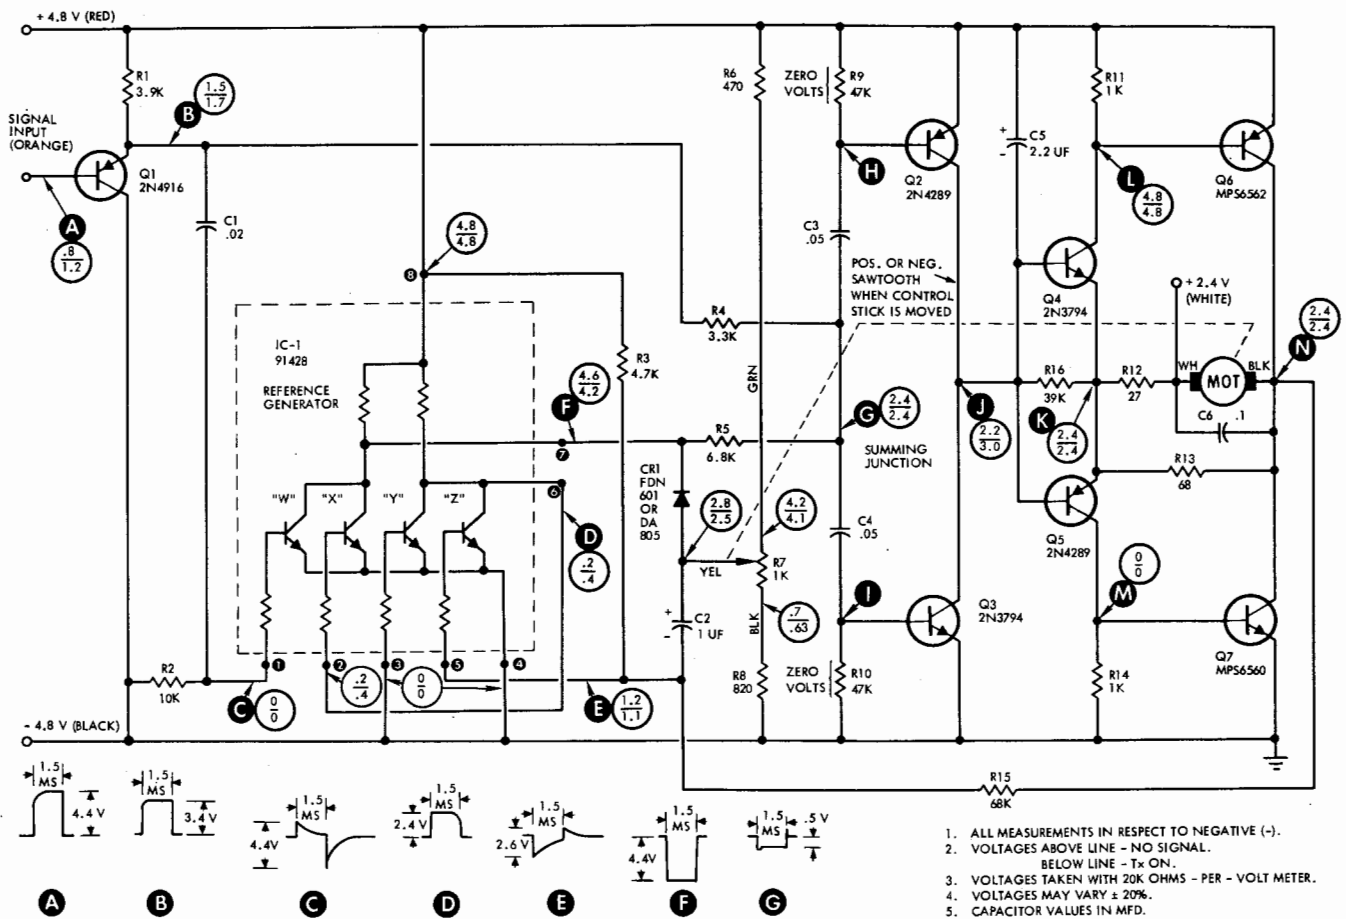 + 4.8 V (RED)
R1
3.9K
1.5
1.7
B
SIGNAL
INPUT
(ORANGE)
Q1
2N4916
A
.8
1.2
C1
.02
4.8
4.8
8
IC-1
91428
REFERENCE
GENERATOR
R3
4.7K
4.6
4.2
F
7
"W"
"X"
"Y"
"Z"
6
D
.2
.4
1
2
3
5
4
R2
10K
C
0
0
.2
.4
0
0
E
1.2
1.1
- 4.8 V (BLACK)
R6
470
ZERO
VOLTS
R9
47K
H
Q2
2N4289
C3
.05
R4
3.3K
GRN
POS. OR NEG.
SAWTOOTH
WHEN CONTROL
STICK IS MOVED
R5
6.8K
G
2.4
2.4
SUMMING
JUNCTION
CR1
FDN
601
OR
DA
805
2.8
2.5
YEL
4.2
4.1
R7
1K
C4
.05
+
-
C2
1 UF
BLK
.7
.63
I
Q3
2N3794
R8
820
ZERO
VOLTS
R10
47K
+
-
C5
2.2 UF
R11
1K
L
4.8
4.8
Q6
MPS6562
Q4
2N3794
+ 2.4 V
(WHITE)
2.4
2.4
N
R16
39K
R12
27
WH
MOT
BLK
C6
.1
J
2.2
3.0
K
2.4
2.4
R13
68
Q5
2N4289
0
0
M
Q7
MPS6560
R14
1K
R15
68K
1.5
MS
4.4 V
A
1.5
MS
3.4 V
B
1.5
MS
4.4V
C
1.5
MS
2.4 V
D
1.5
MS
2.6 V
E
1.5
MS
4.4V
F
1.5
MS
.5 V
G
1. ALL MEASUREMENTS IN RESPECT TO NEGATIVE (-).
2. VOLTAGES ABOVE LINE - NO SIGNAL.
BELOW LINE - Tx ON.
3. VOLTAGES TAKEN WITH 20K OHMS - PER - VOLT METER.
4. VOLTAGES MAY VARY ± 20%.
5. CAPACITOR VALUES IN MFD.